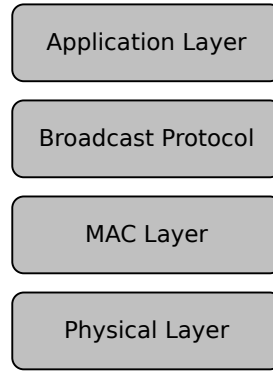 Application Layer
Broadcast Protocol
MAC Layer
Physical Layer